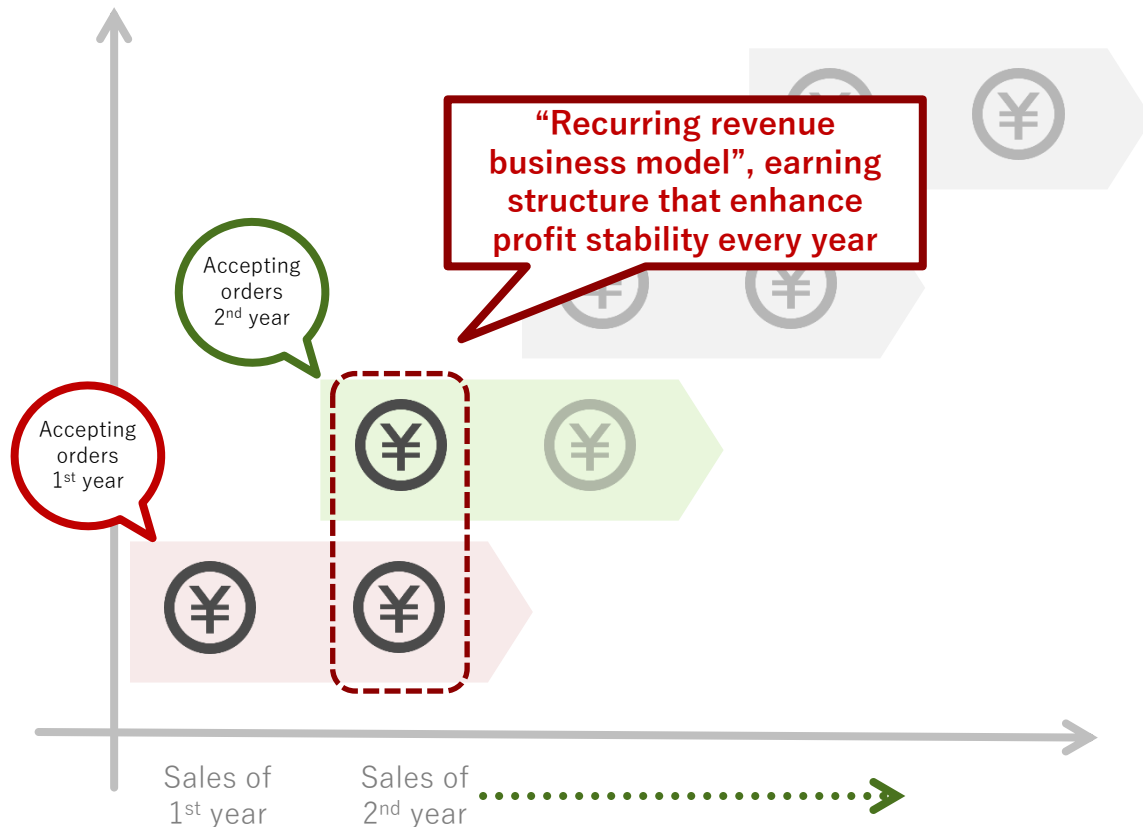 “Recurring revenue
business model”, earning
structure that enhance
profit stability every year
Accepting
orders
2nd year
Accepting
orders
1st year
¥ ¥
¥ ¥
¥ ¥
¥ ¥
Sales of
1st year
Sales of
2nd year